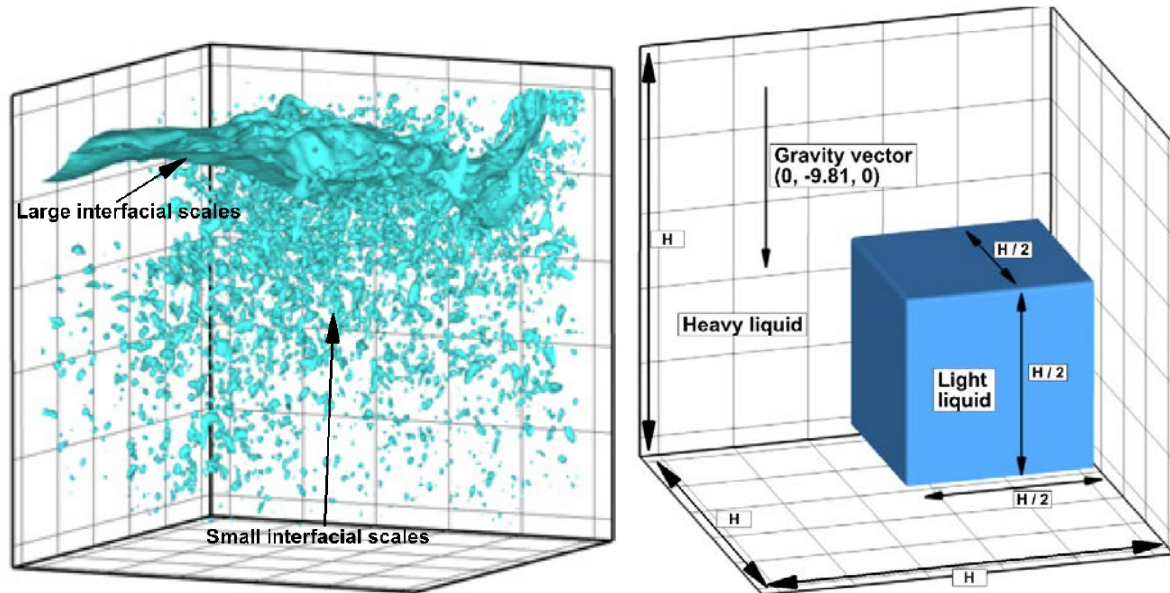 Large interfacial scales
Small interfacial scales
Gravity vector
(0, -9.81, 0)
H
H / 2
Heavy liquid
H / 2
Light
liquid
H / 2
H
H